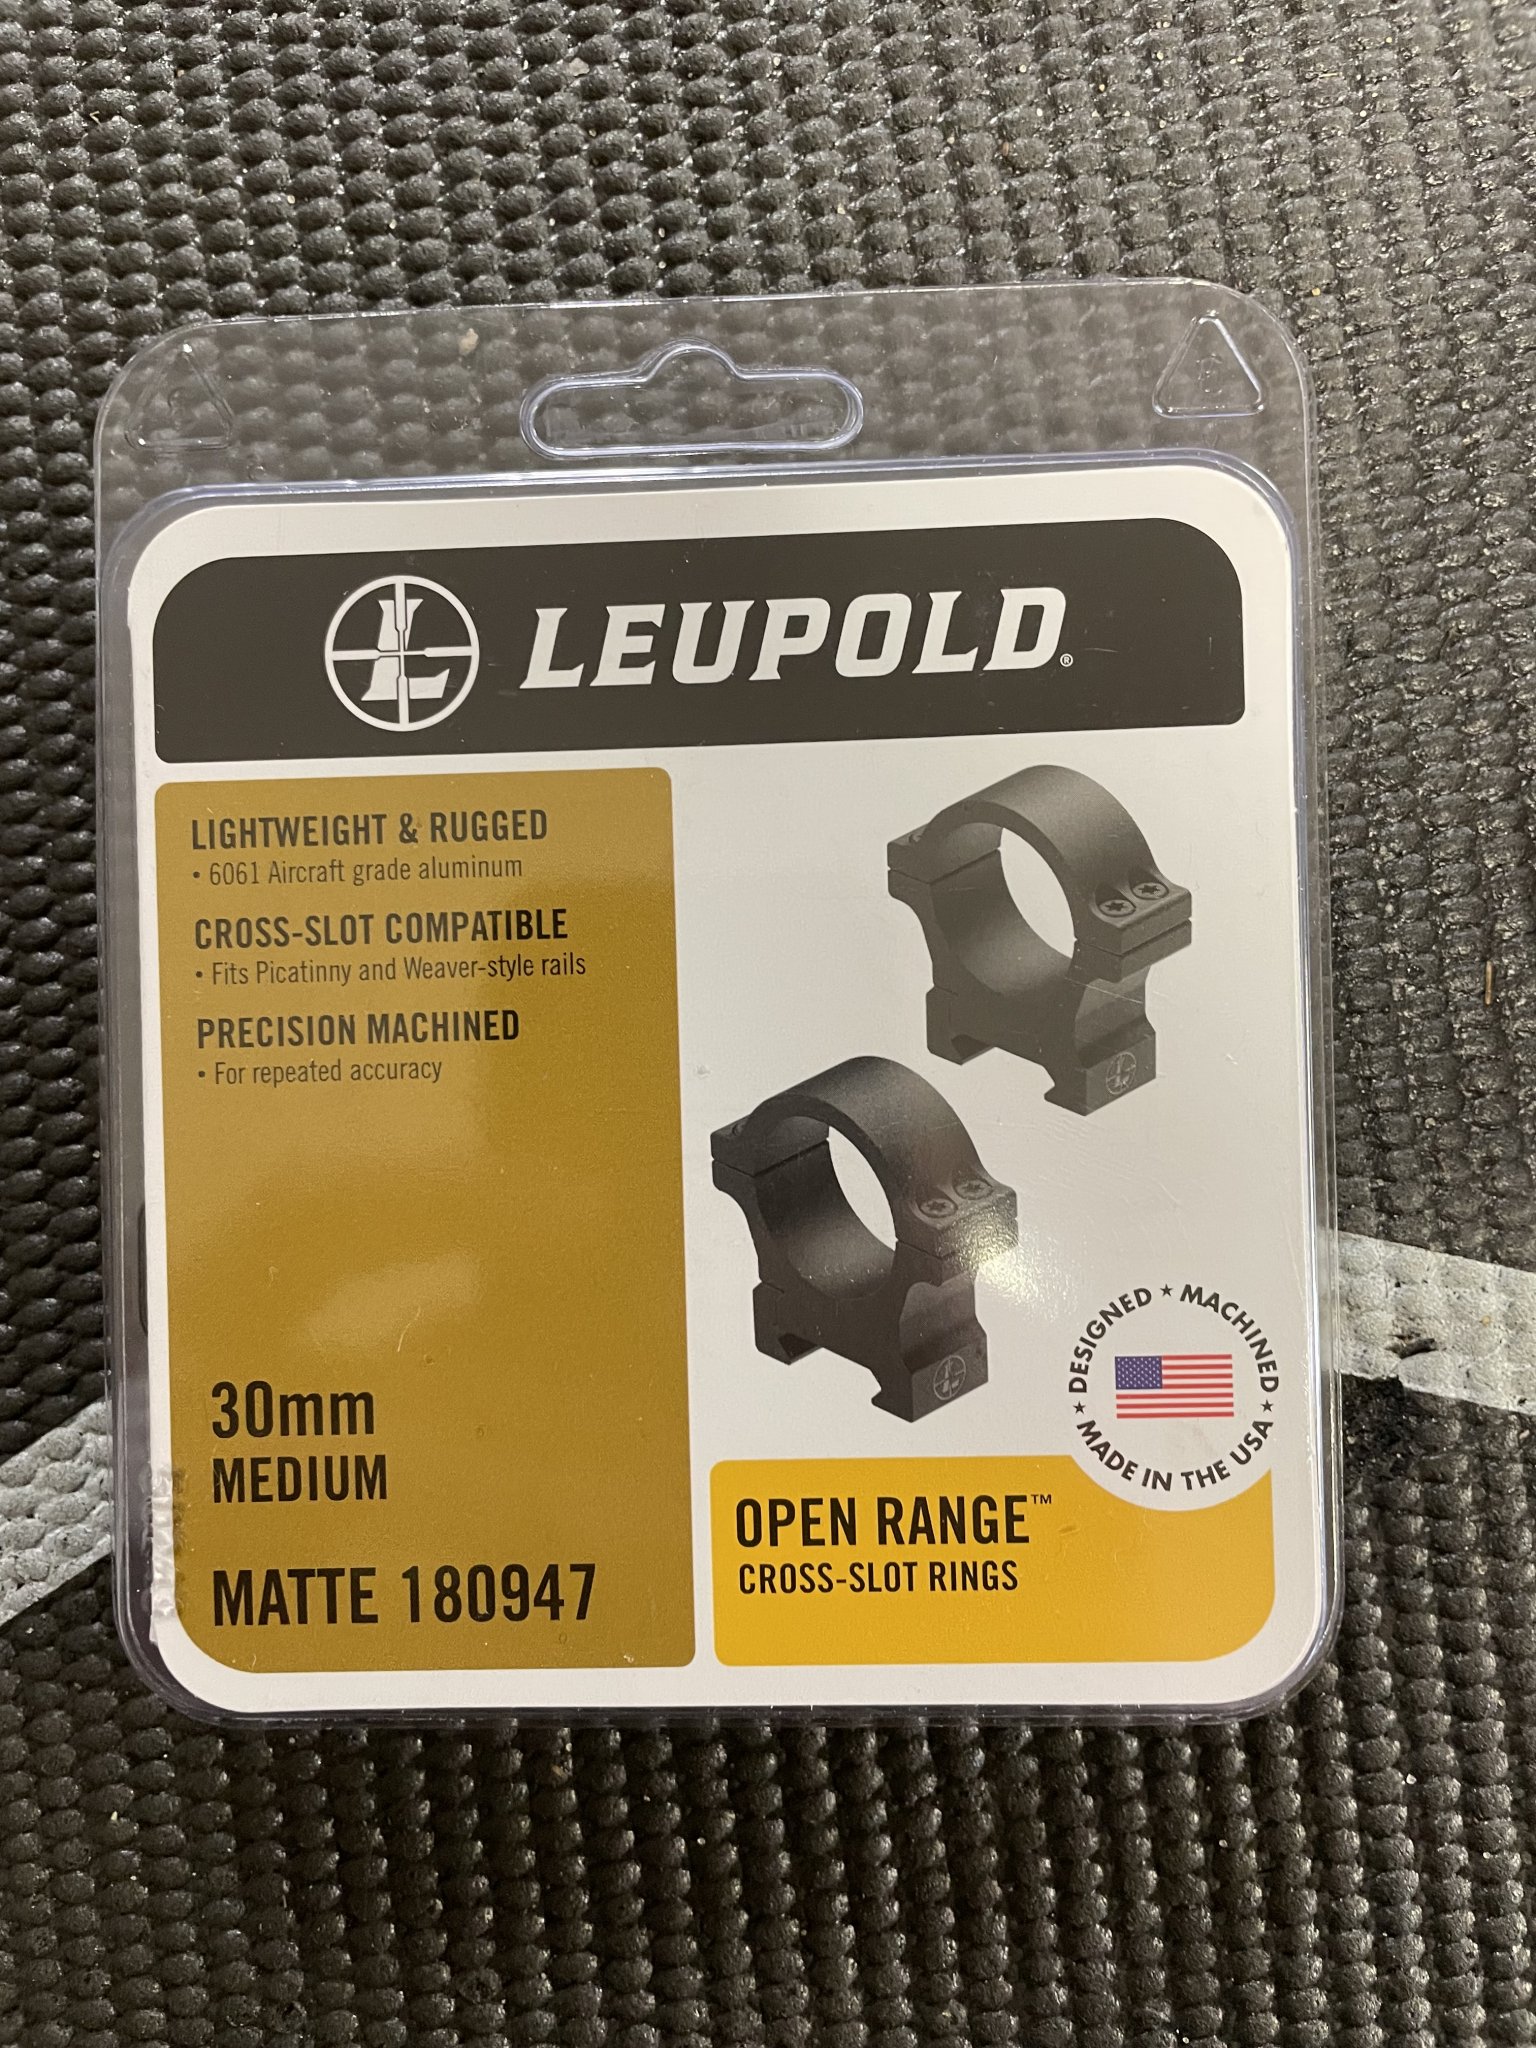 LEUPOLD®
LIGHTWEIGHT & RUGGED
• 6061 Aircraft grade aluminum
CROSS-SLOT COMPATIBLE
• Fits Picatinny and Weaver-style rails
PRECISION MACHINED
• For repeated accuracy
30mm
MEDIUM
MATTE 180947
DESIGNED ★ MACHINED
★ MADE IN THE USA ★
OPEN RANGE™
CROSS-SLOT RINGS